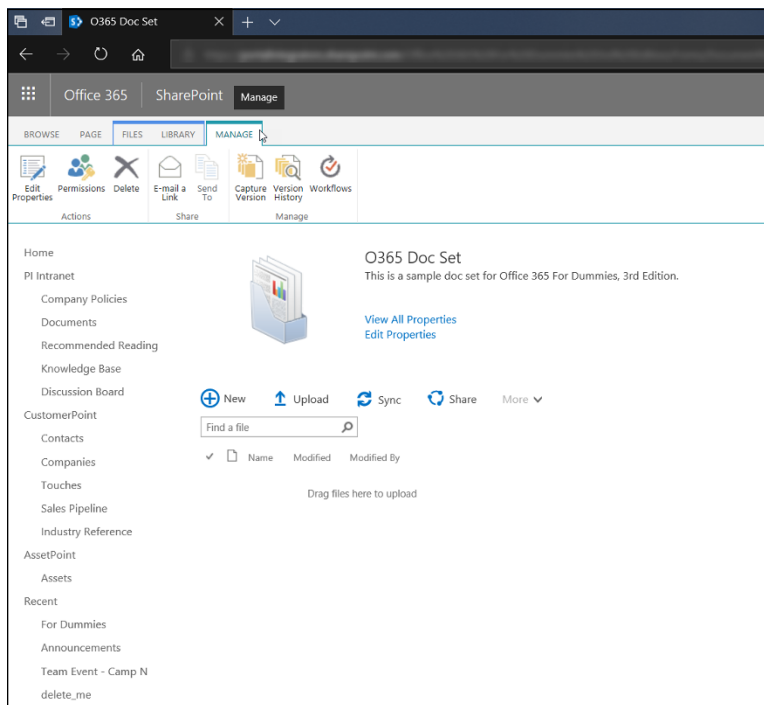 O365 Doc Set
Office 365 SharePoint Manage
BROWSE PAGE FILES LIBRARY MANAGE
Edit Properties
Permissions
Delete
E-mail a Link
Send To
Capture Version
Version History
Workflows
Actions Share Manage
Home
PI Intranet
Company Policies
Documents
Recommended Reading
Knowledge Base
Discussion Board
CustomerPoint
Contacts
Companies
Touches
Sales Pipeline
Industry Reference
AssetPoint
Assets
Recent
For Dummies
Announcements
Team Event - Camp N
delete_me
O365 Doc Set
This is a sample doc set for Office 365 For Dummies, 3rd Edition.
View All Properties
Edit Properties
New Upload Sync Share More
Find a file
Name Modified Modified By
Drag files here to upload